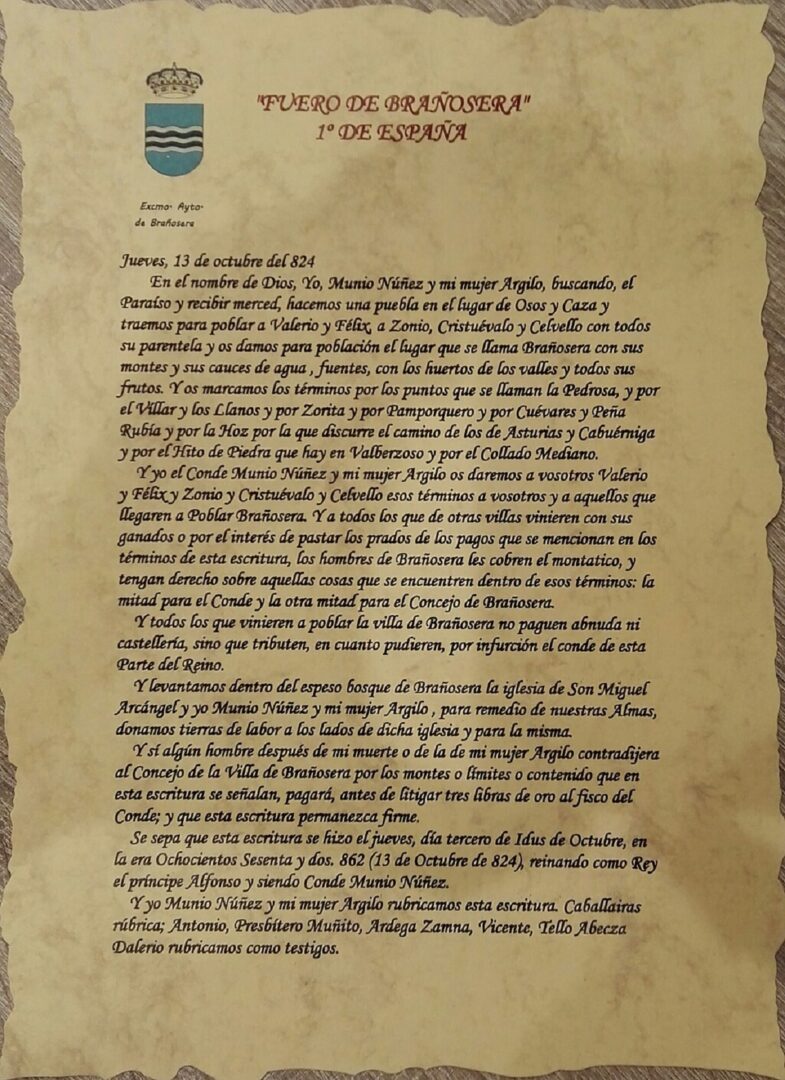 "FUERO DE BRAÑOSERA"
1º DE ESPAÑA
Excmo. Ayto.
de Brañosera
Jueves, 13 de octubre del 824
En el nombre de Dios, Yo, Munio Núñez y mi mujer Argilo, buscando, el
Paraíso y recibir merced, hacemos una puebla en el lugar de Osos y Caza y
traemos para poblar a Valerio y Félix, a Zonio, Cristuévalo y Celvello con todos
su parentela y os damos para población el lugar que se llama Brañosera con sus
montes y sus cauces de agua , fuentes, con los huertos de los valles y todos sus
frutos. Y os marcamos los términos por los puntos que se llaman la Pedrosa, y por
el Villar y los Llanos y por Zorita y por Pamporquero y por Cuévares y Peña
Rubía y por la Hoz por la que discurre el camino de los de Asturias y Cabuérniga
y por el Hito de Piedra que hay en Valberzoso y por el Collado Mediano.
Y yo el Conde Munio Núñez y mi mujer Argilo os daremos a vosotros Valerio
y Félix y Zonio y Cristuévalo y Celvello esos términos a vosotros y a aquellos que
llegaren a Poblar Brañosera. Y a todos los que de otras villas vinieren con sus
ganados o por el interés de pastar los prados de los pagos que se mencionan en los
términos de esta escritura, los hombres de Brañosera les cobren el montatico, y
tengan derecho sobre aquellas cosas que se encuentren dentro de esos términos: la
mitad para el Conde y la otra mitad para el Concejo de Brañosera.
Y todos los que vinieren a poblar la villa de Brañosera no paguen abnuda ni
castellería, sino que tributen, en cuanto pudieren, por infurción el conde de esta
Parte del Reino.
Y levantamos dentro del espeso bosque de Brañosera la iglesia de Son Miguel
Arcángel y yo Munio Núñez y mi mujer Argilo , para remedio de nuestras Almas,
donamos tierras de labor a los lados de dicha iglesia y para la misma.
Y sí algún hombre después de mi muerte o de la de mi mujer Argilo contradijera
al Concejo de la Villa de Brañosera por los montes o límites o contenido que en
esta escritura se señalan, pagará, antes de litigar tres libras de oro al fisco del
Conde; y que esta escritura permanezca firme.
Se sepa que esta escritura se hizo el jueves, día tercero de Idus de Octubre, en
la era Ochocientos Sesenta y dos. 862 (13 de Octubre de 824), reinando como Rey
el príncipe Alfonso y siendo Conde Munio Núñez.
Y yo Munio Núñez y mi mujer Argilo rubricamos esta escritura. Caballairas
rúbrica; Antonio, Presbítero Muñito, Ardega Zamna, Vicente, Tello Abecza
Dalerio rubricamos como testigos.